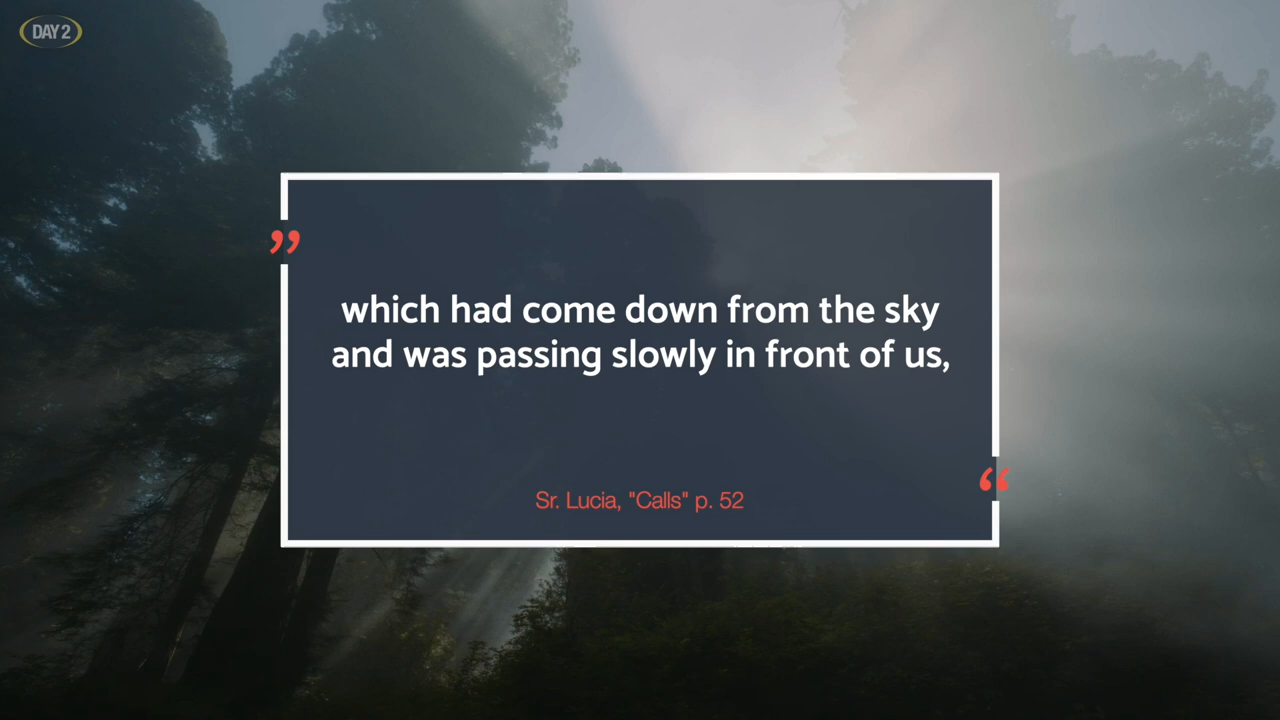 DAY 2
”
which had come down from the sky
and was passing slowly in front of us,
“
Sr. Lucia, "Calls" p. 52